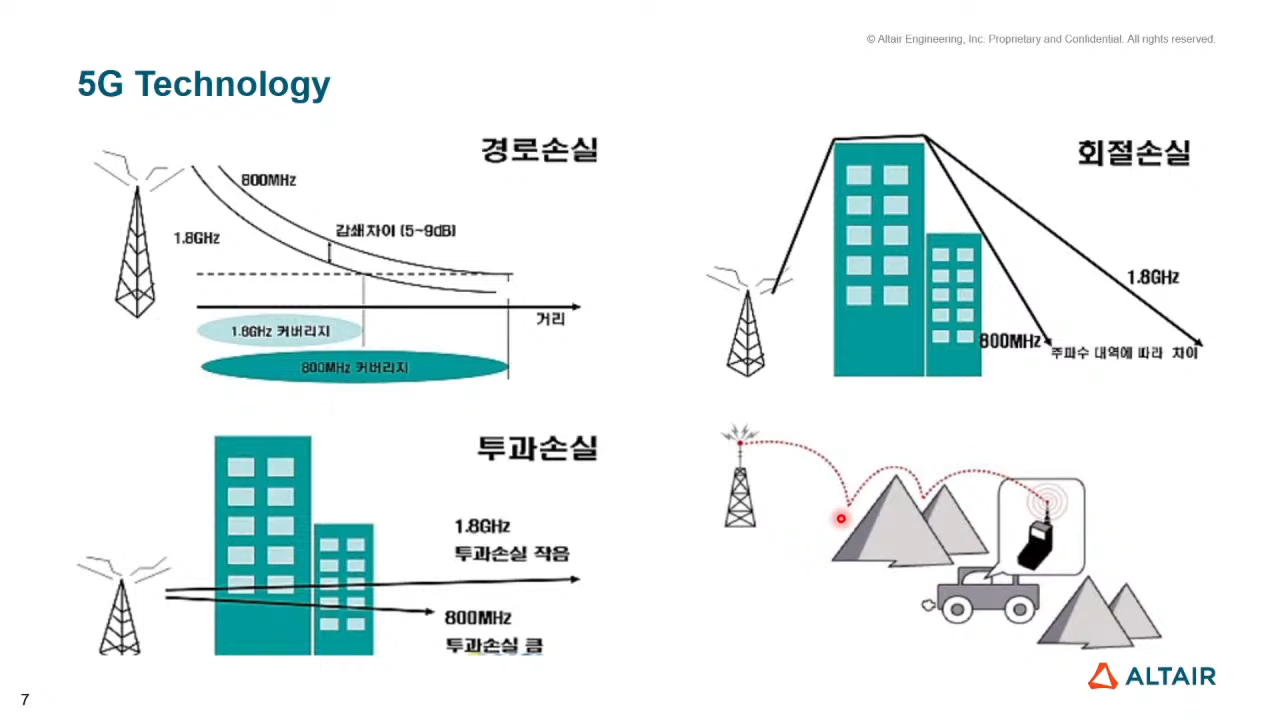 © Altair Engineering, Inc. Proprietary and Confidential. All rights reserved.
5G Technology
경로손실
800MHz
1.8GHz
감쇄차이 (5~9dB)
거리
1.8GHz 커버리지
800MHz 커버리지
회절손실
1.8GHz
800MHz
주파수 대역에 따라 차이
투과손실
1.8GHz
투과손실 작음
800MHz
투과손실 큼
ALTAIR
7